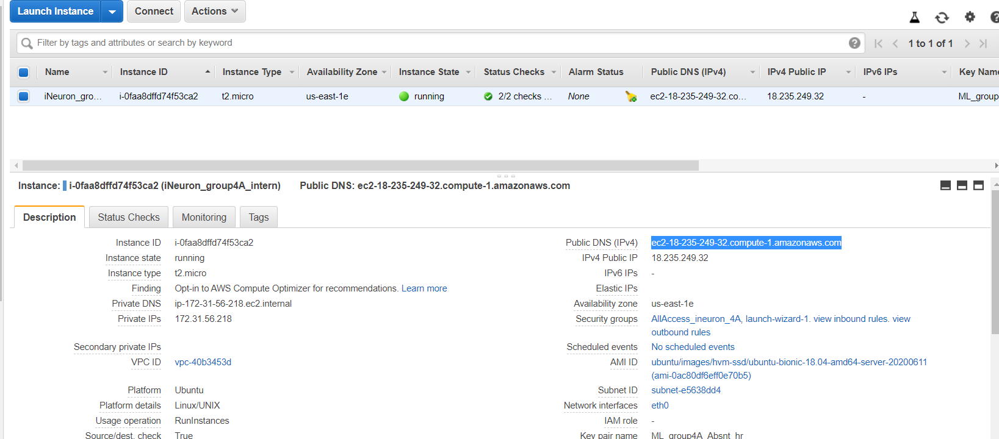 Launch Instance Connect Actions
Filter by tags and attributes or search by keyword 1 to 1 of 1
Name Instance ID Instance Type Availability Zone Instance State Status Checks Alarm Status Public DNS (IPv4) IPv4 Public IP IPv6 IPs Key Name
iNeuron_gro... i-0faa8dffd74f53ca2 t2.micro us-east-1e running 2/2 checks ... None ec2-18-235-249-32.co... 18.235.249.32 - ML_group
Instance: i-0faa8dffd74f53ca2 (iNeuron_group4A_intern) Public DNS: ec2-18-235-249-32.compute-1.amazonaws.com
Description Status Checks Monitoring Tags
Instance ID i-0faa8dffd74f53ca2 Public DNS (IPv4) ec2-18-235-249-32.compute-1.amazonaws.com
Instance state running IPv4 Public IP 18.235.249.32
Instance type t2.micro IPv6 IPs -
Finding Opt-in to AWS Compute Optimizer for recommendations. Learn more Elastic IPs
Private DNS ip-172-31-56-218.ec2.internal Availability zone us-east-1e
Private IPs 172.31.56.218 Security groups AllAccess_ineuron_4A, launch-wizard-1. view inbound rules. view
outbound rules
Secondary private IPs Scheduled events No scheduled events
VPC ID vpc-40b3453d AMI ID ubuntu/images/hvm-ssd/ubuntu-bionic-18.04-amd64-server-20200611
(ami-0ac80df6eff0e70b5)
Platform Ubuntu Subnet ID subnet-e5638dd4
Platform details Linux/UNIX Network interfaces eth0
Usage operation RunInstances IAM role -
Source/dest. check True Key pair name ML_group4A_Absnt_hr